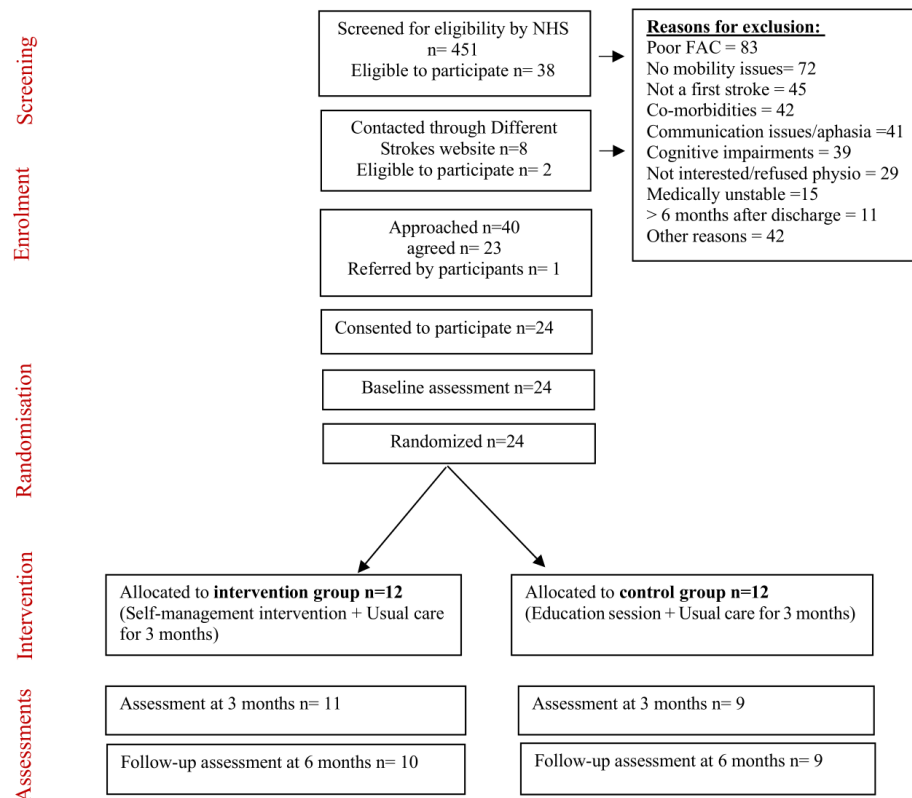 Screening
Enrolment
Randomisation
Intervention
Assessments
Screened for eligibility by NHS
n= 451
Eligible to participate n= 38
Contacted through Different
Strokes website n=8
Eligible to participate n= 2
Reasons for exclusion:
Poor FAC = 83
No mobility issues= 72
Not a first stroke = 45
Co-morbidities = 42
Communication issues/aphasia =41
Cognitive impairments = 39
Not interested/refused physio = 29
Medically unstable =15
> 6 months after discharge = 11
Other reasons = 42
Approached n=40
agreed n= 23
Referred by participants n= 1
Consented to participate n=24
Baseline assessment n=24
Randomized n=24
Allocated to intervention group n=12
(Self-management intervention + Usual care
for 3 months)
Allocated to control group n=12
(Education session + Usual care for 3 months)
Assessment at 3 months n= 11
Assessment at 3 months n= 9
Follow-up assessment at 6 months n= 10
Follow-up assessment at 6 months n= 9